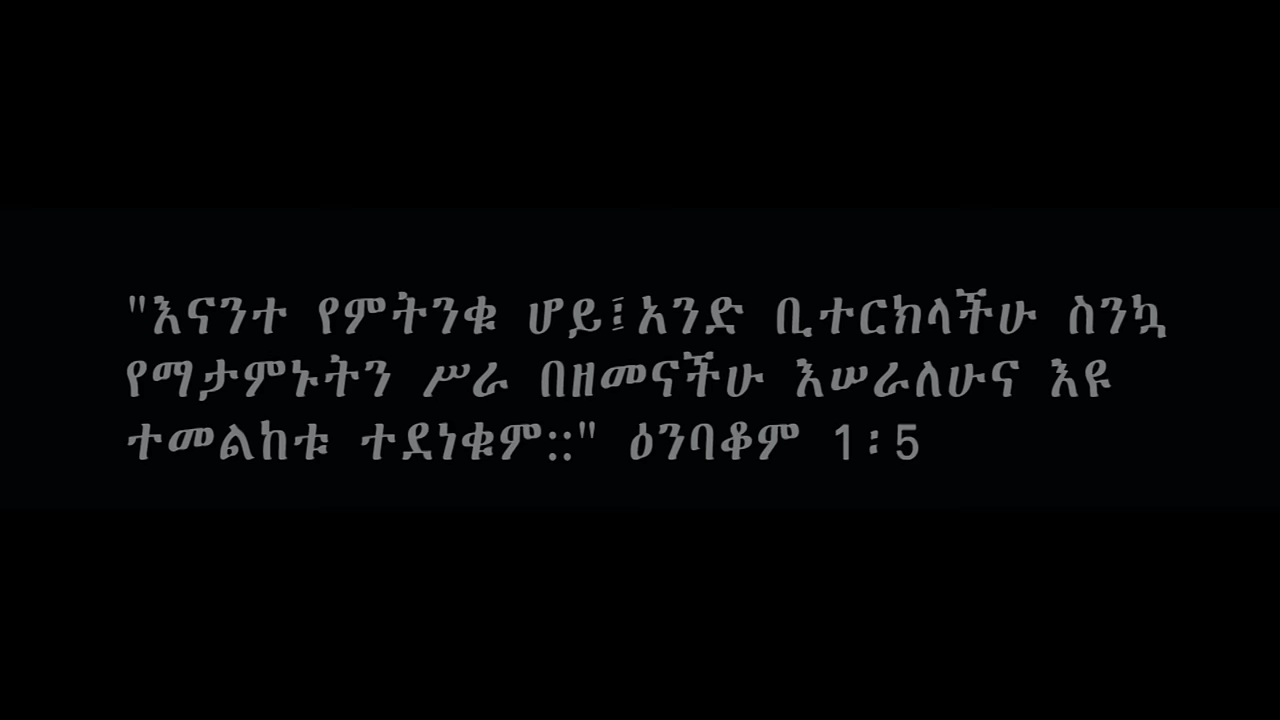 "እናንተ የምትንቁ ሆይ፤አንድ ቢተርክላችሁ ስንኳ
የማታምኑትን ሥራ በዘመናችሁ እሠራለሁና እዩ
ተመልከቱ ተደነቁም::" ዕንባቆም 1፡5